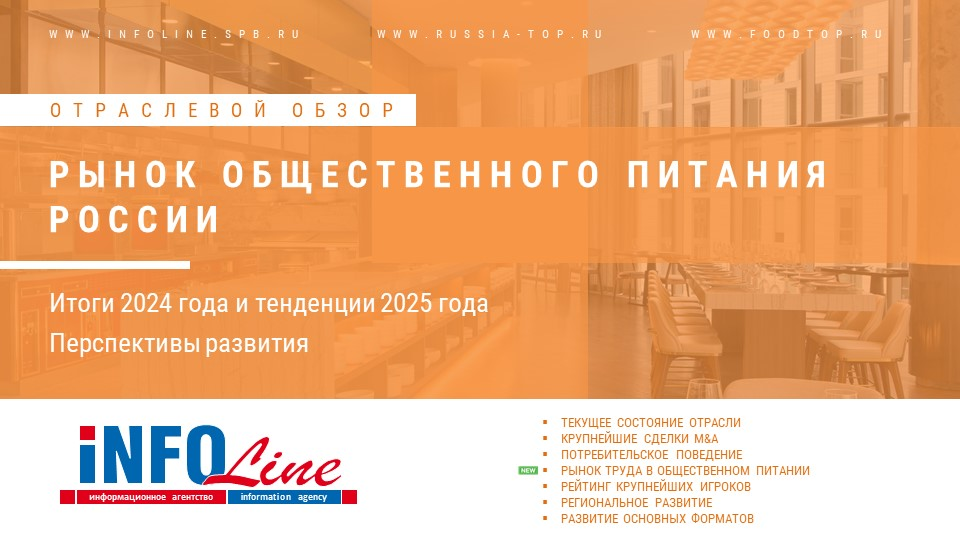 WWW.INFOLINE.SPB.RU
WWW.RUSSIA-TOP.RU
WWW.FOODTOP.RU
ОТРАСЛЕВОЙ ОБЗОР
РЫНОК ОБЩЕСТВЕННОГО ПИТАНИЯ
РОССИИ
Итоги 2024 года и тенденции 2025 года
Перспективы развития
iNFOLine
информационное агентство
information agency
ТЕКУЩЕЕ СОСТОЯНИЕ ОТРАСЛИ
КРУПНЕЙШИЕ СДЕЛКИ M&A
ПОТРЕБИТЕЛЬСКОЕ ПОВЕДЕНИЕ
NEW РЫНОК ТРУДА В ОБЩЕСТВЕННОМ ПИТАНИИ
РЕЙТИНГ КРУПНЕЙШИХ ИГРОКОВ
РЕГИОНАЛЬНОЕ РАЗВИТИЕ
РАЗВИТИЕ ОСНОВНЫХ ФОРМАТОВ